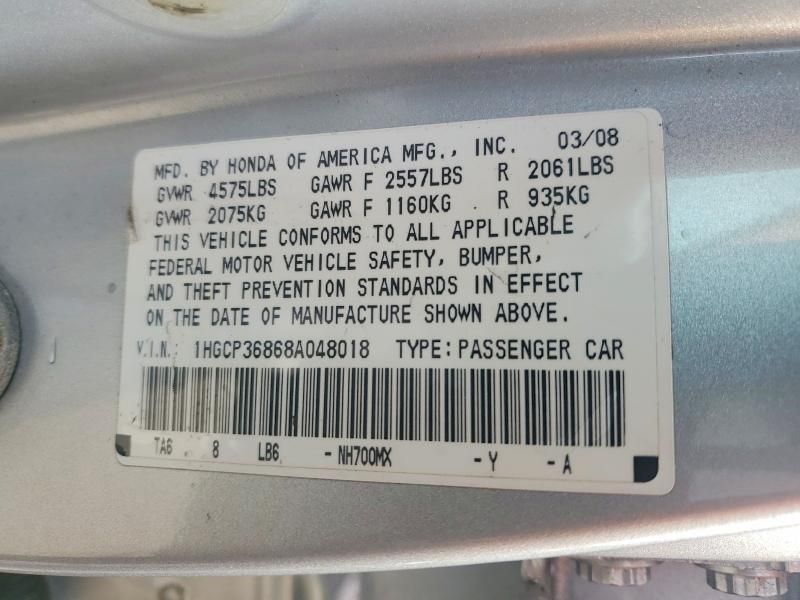 MFD. BY HONDA OF AMERICA MFG., INC. 03/08
GVWR 4575LBS GAWR F 2557LBS R 2061LBS
GVWR 2075KG GAWR F 1160KG R 935KG
THIS VEHICLE CONFORMS TO ALL APPLICABLE
FEDERAL MOTOR VEHICLE SAFETY, BUMPER,
AND THEFT PREVENTION STANDARDS IN EFFECT
ON THE DATE OF MANUFACTURE SHOWN ABOVE.
V.I.N.: 1HGCP36868A048018 TYPE: PASSENGER CAR
TA6 8 LB6 - NH700MX - Y - A